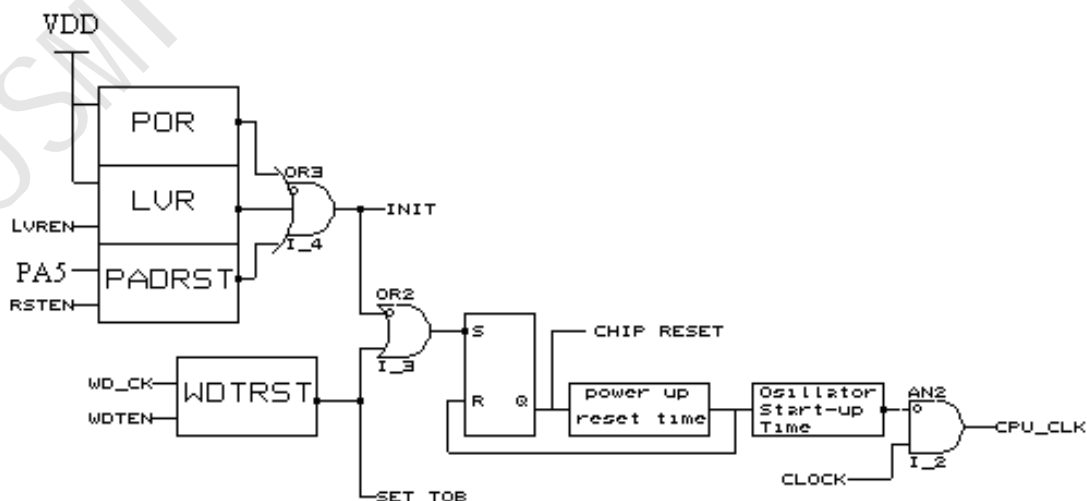 VDD
POR
LVR
LVREN
PA5
PADRST
RSTEN
OR3
I_4
INIT
OR2
I_3
WD_CK
WDTEN
WDTRST
SET TOB
S
R
Q
CHIP RESET
power up
reset time
Osillator
Start-up
Time
AN2
I_2
CPU_CLK
CLOCK